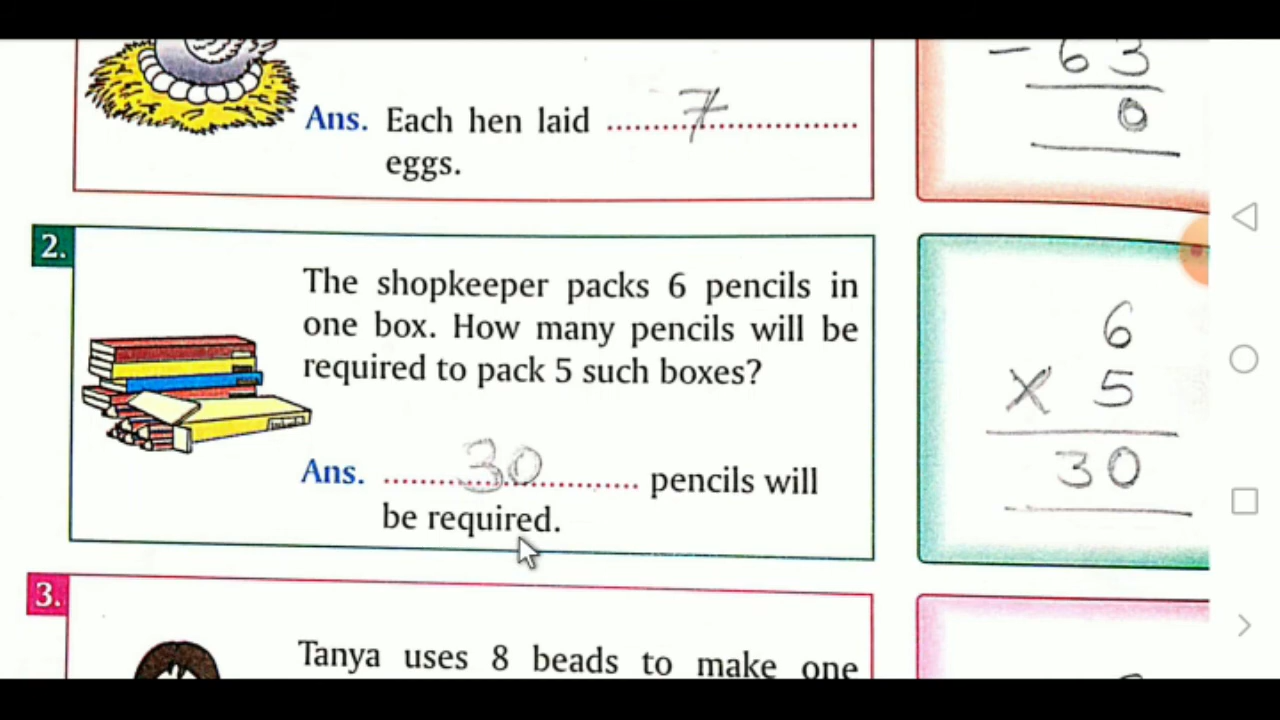 Ans. Each hen laid 7
eggs.
- 63
0
2.
The shopkeeper packs 6 pencils in
one box. How many pencils will be
required to pack 5 such boxes?
Ans. 30 pencils will
be required.
6
× 5
30
3.
Tanya uses 8 beads to make one